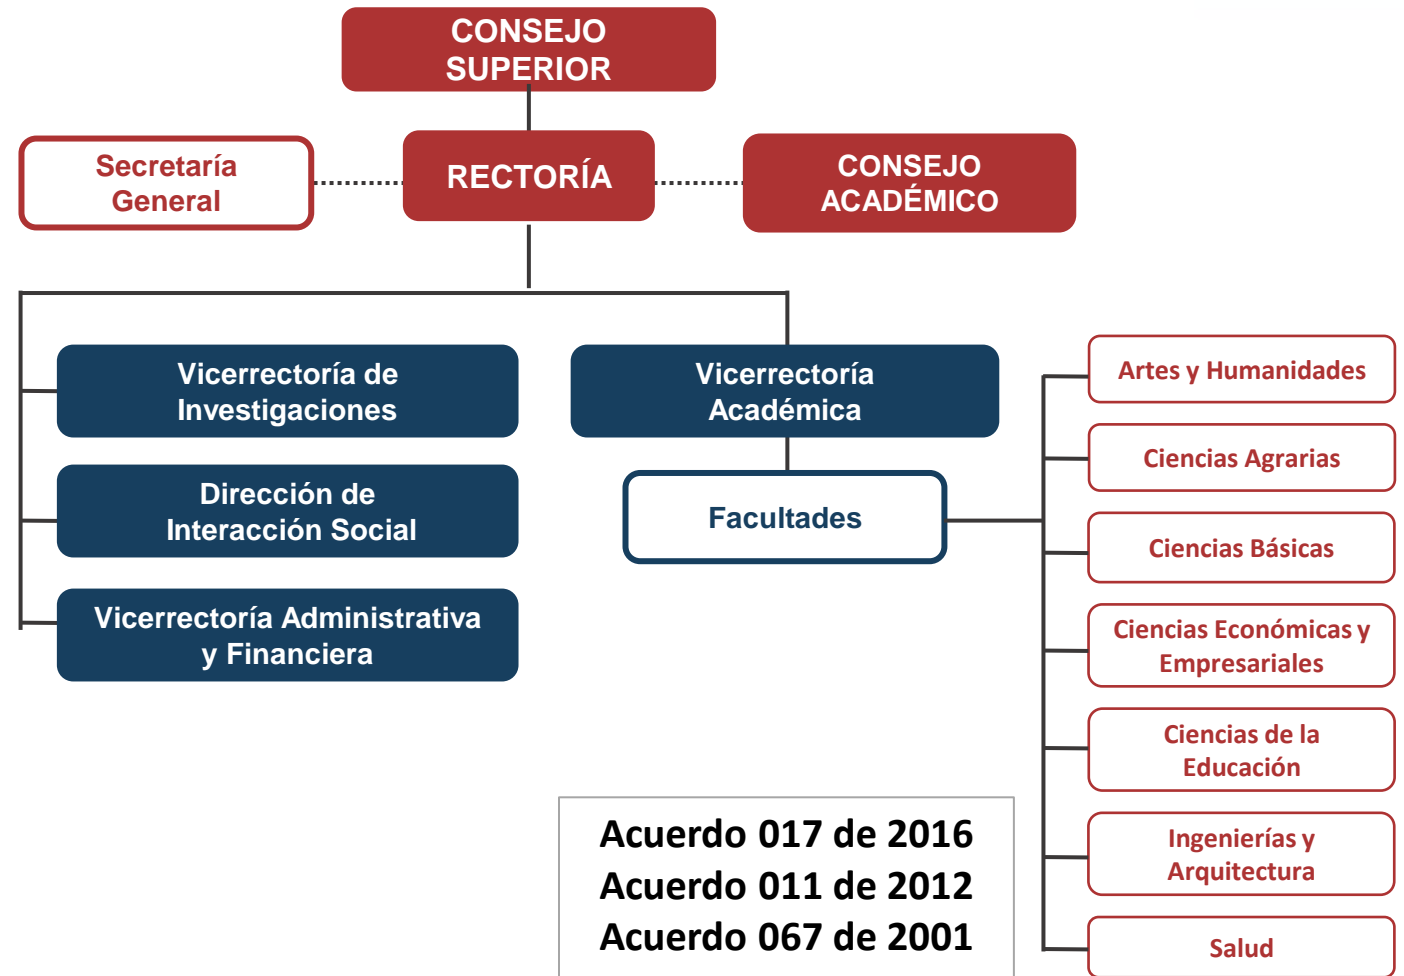 CONSEJO
SUPERIOR
Secretaría
General
RECTORÍA
CONSEJO
ACADÉMICO
Vicerrectoría de
Investigaciones
Dirección de
Interacción Social
Vicerrectoría Administrativa
y Financiera
Vicerrectoría
Académica
Facultades
Artes y Humanidades
Ciencias Agrarias
Ciencias Básicas
Ciencias Económicas y
Empresariales
Ciencias de la
Educación
Ingenierías y
Arquitectura
Salud
Acuerdo 017 de 2016
Acuerdo 011 de 2012
Acuerdo 067 de 2001